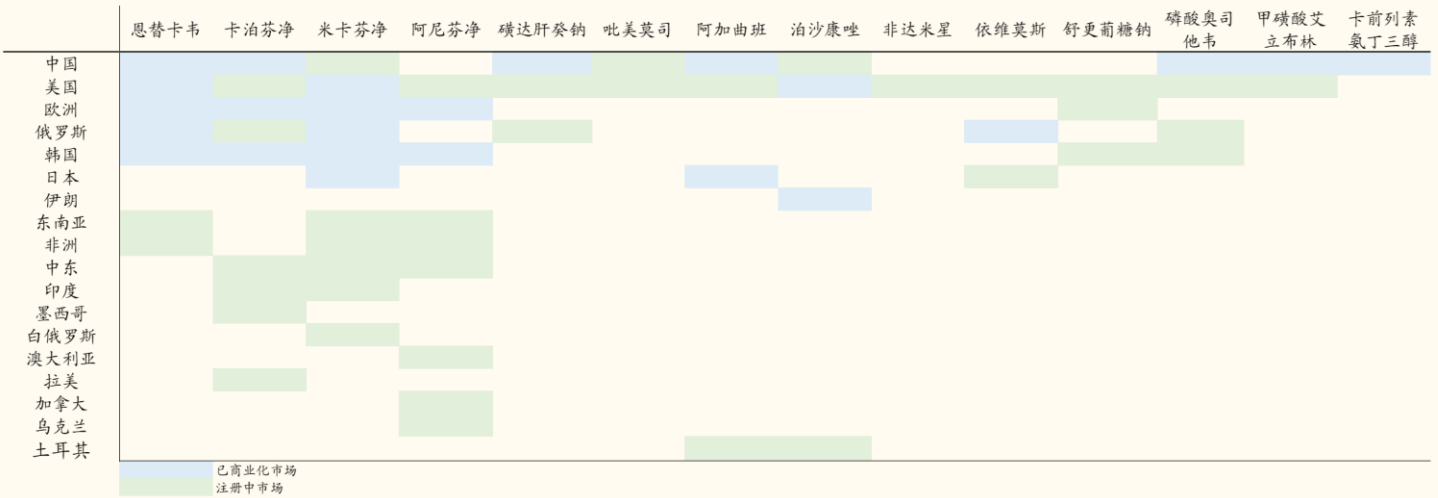 恩替卡韦 卡泊芬净 米卡芬净 阿尼芬净 磺达肝癸钠 吡美莫司 阿加曲班 泊沙康唑 非达米星 依维莫斯 舒更葡糖钠 磷酸奥司他韦 甲磺酸艾立布林 卡前列素氨丁三醇
中国
美国
欧洲
俄罗斯
韩国
日本
伊朗
东南亚
非洲
中东
印度
墨西哥
白俄罗斯
澳大利亚
拉美
加拿大
乌克兰
土耳其
已商业化市场
注册中市场